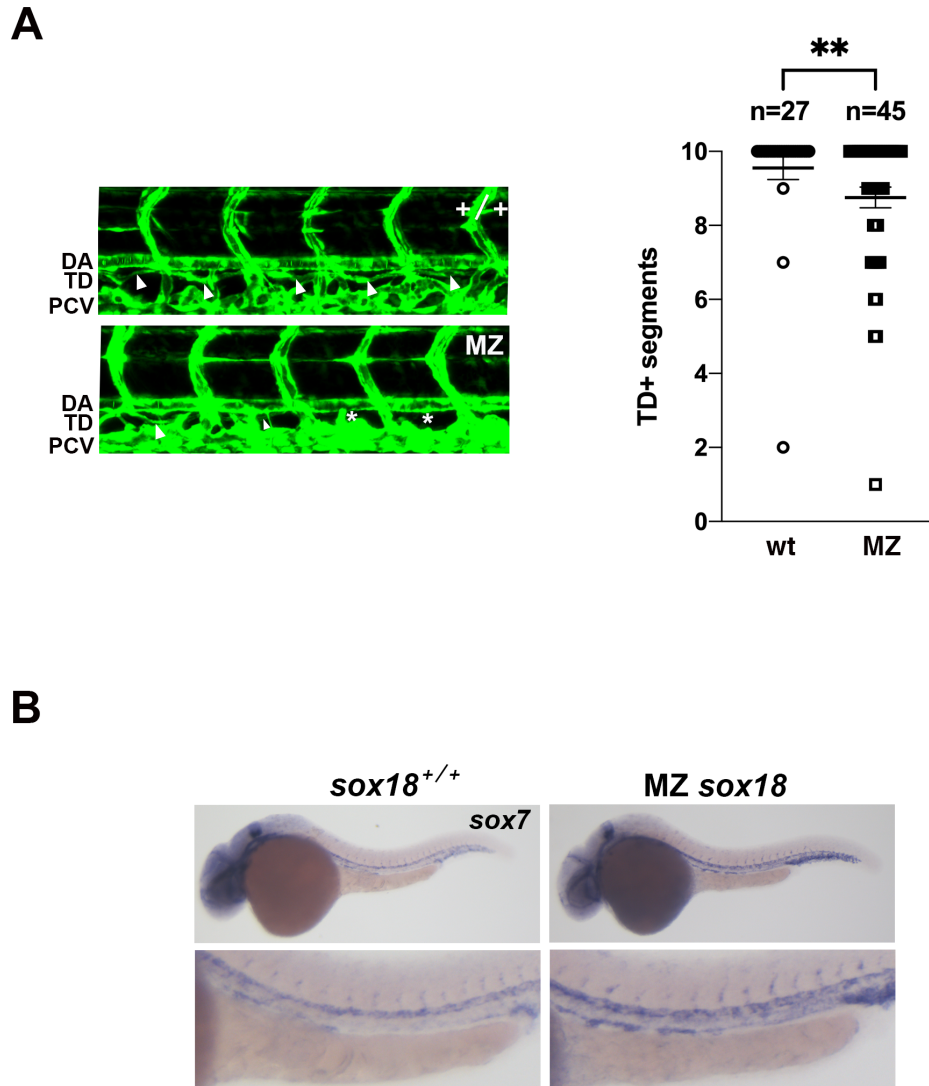 A
**
n=27 n=45
+/+
DA
TD
PCV
MZ
DA
TD
PCV
* *
TD+ segments
10
8
6
4
2
0
wt MZ
B
sox18+/+ MZ sox18
sox7